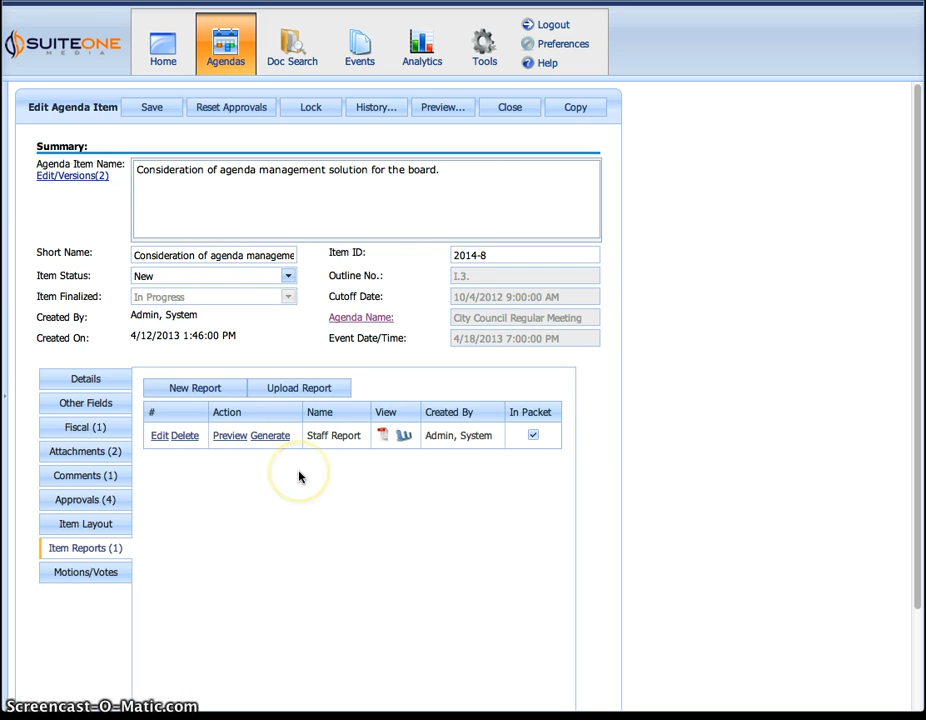 SUITEONE
MEDIA
Home
Agendas
Doc Search
Events
Analytics
Tools
Logout
Preferences
Help
Edit Agenda Item
Save
Reset Approvals
Lock
History...
Preview...
Close
Copy
Summary:
Agenda Item Name:
Edit/Versions(2)
Consideration of agenda management solution for the board.
Short Name:
Consideration of agenda manageme
Item ID:
2014-8
Item Status:
New
Outline No.:
I.3.
Item Finalized:
In Progress
Cutoff Date:
10/4/2012 9:00:00 AM
Created By:
Admin, System
Agenda Name:
City Council Regular Meeting
Created On:
4/12/2013 1:46:00 PM
Event Date/Time:
4/18/2013 7:00:00 PM
Details
Other Fields
Fiscal (1)
Attachments (2)
Comments (1)
Approvals (4)
Item Layout
Item Reports (1)
Motions/Votes
New Report
Upload Report
# Action Name View Created By In Packet
Edit Delete Preview Generate Staff Report Admin, System
Screencast-O-Matic.com